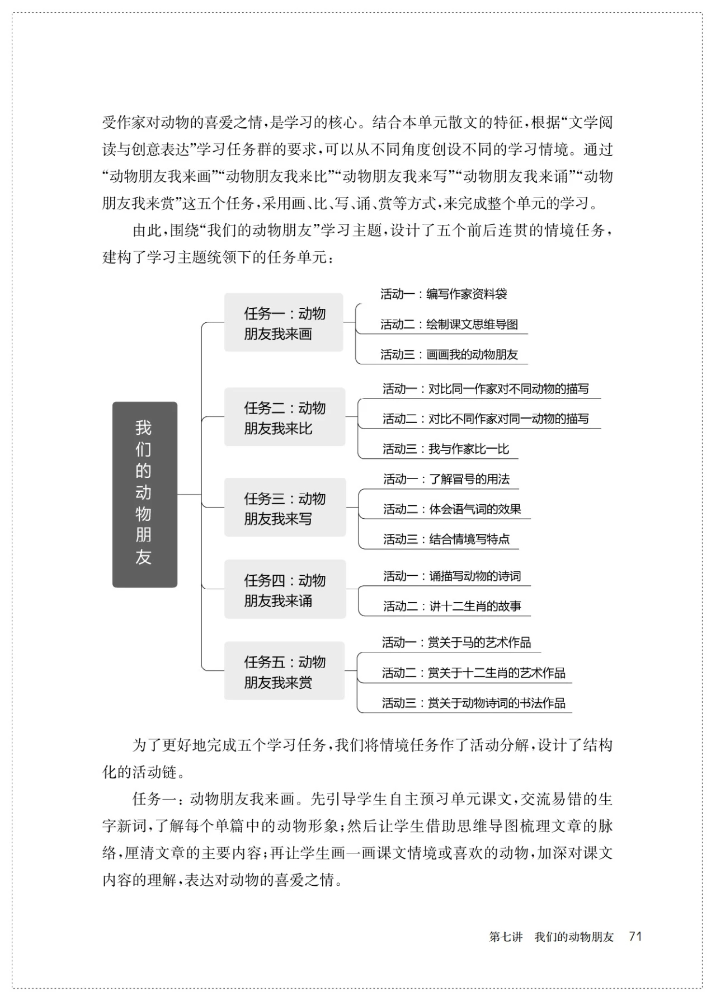 受作家对动物的喜爱之情,是学习的核心。结合本单元散文的特征,根据“文学阅
读与创意表达”学习任务群的要求,可以从不同角度创设不同的学习情境。通过
“动物朋友我来画”“动物朋友我来比”“动物朋友我来写”“动物朋友我来诵”“动物
朋友我来赏”这五个任务,采用画、比、写、诵、赏等方式,来完成整个单元的学习。
由此,围绕“我们的动物朋友”学习主题,设计了五个前后连贯的情境任务,
建构了学习主题统领下的任务单元:
我们的动物朋友
任务一：动物
朋友我来画
活动一：编写作家资料袋
活动二：绘制课文思维导图
活动三：画画我的动物朋友
任务二：动物
朋友我来比
活动一：对比同一作家对不同动物的描写
活动二：对比不同作家对同一动物的描写
活动三：我与作家比一比
任务三：动物
朋友我来写
活动一：了解冒号的用法
活动二：体会语气词的效果
活动三：结合情境写特点
任务四：动物
朋友我来诵
活动一：诵描写动物的诗词
活动二：讲十二生肖的故事
任务五：动物
朋友我来赏
活动一：赏关于马的艺术作品
活动二：赏关于十二生肖的艺术作品
活动三：赏关于动物诗词的书法作品
为了更好地完成五个学习任务,我们将情境任务作了活动分解,设计了结构
化的活动链。
任务一: 动物朋友我来画。先引导学生自主预习单元课文,交流易错的生
字新词,了解每个单篇中的动物形象;然后让学生借助思维导图梳理文章的脉
络,厘清文章的主要内容;再让学生画一画课文情境或喜欢的动物,加深对课文
内容的理解,表达对动物的喜爱之情。
第七讲 我们的动物朋友 71